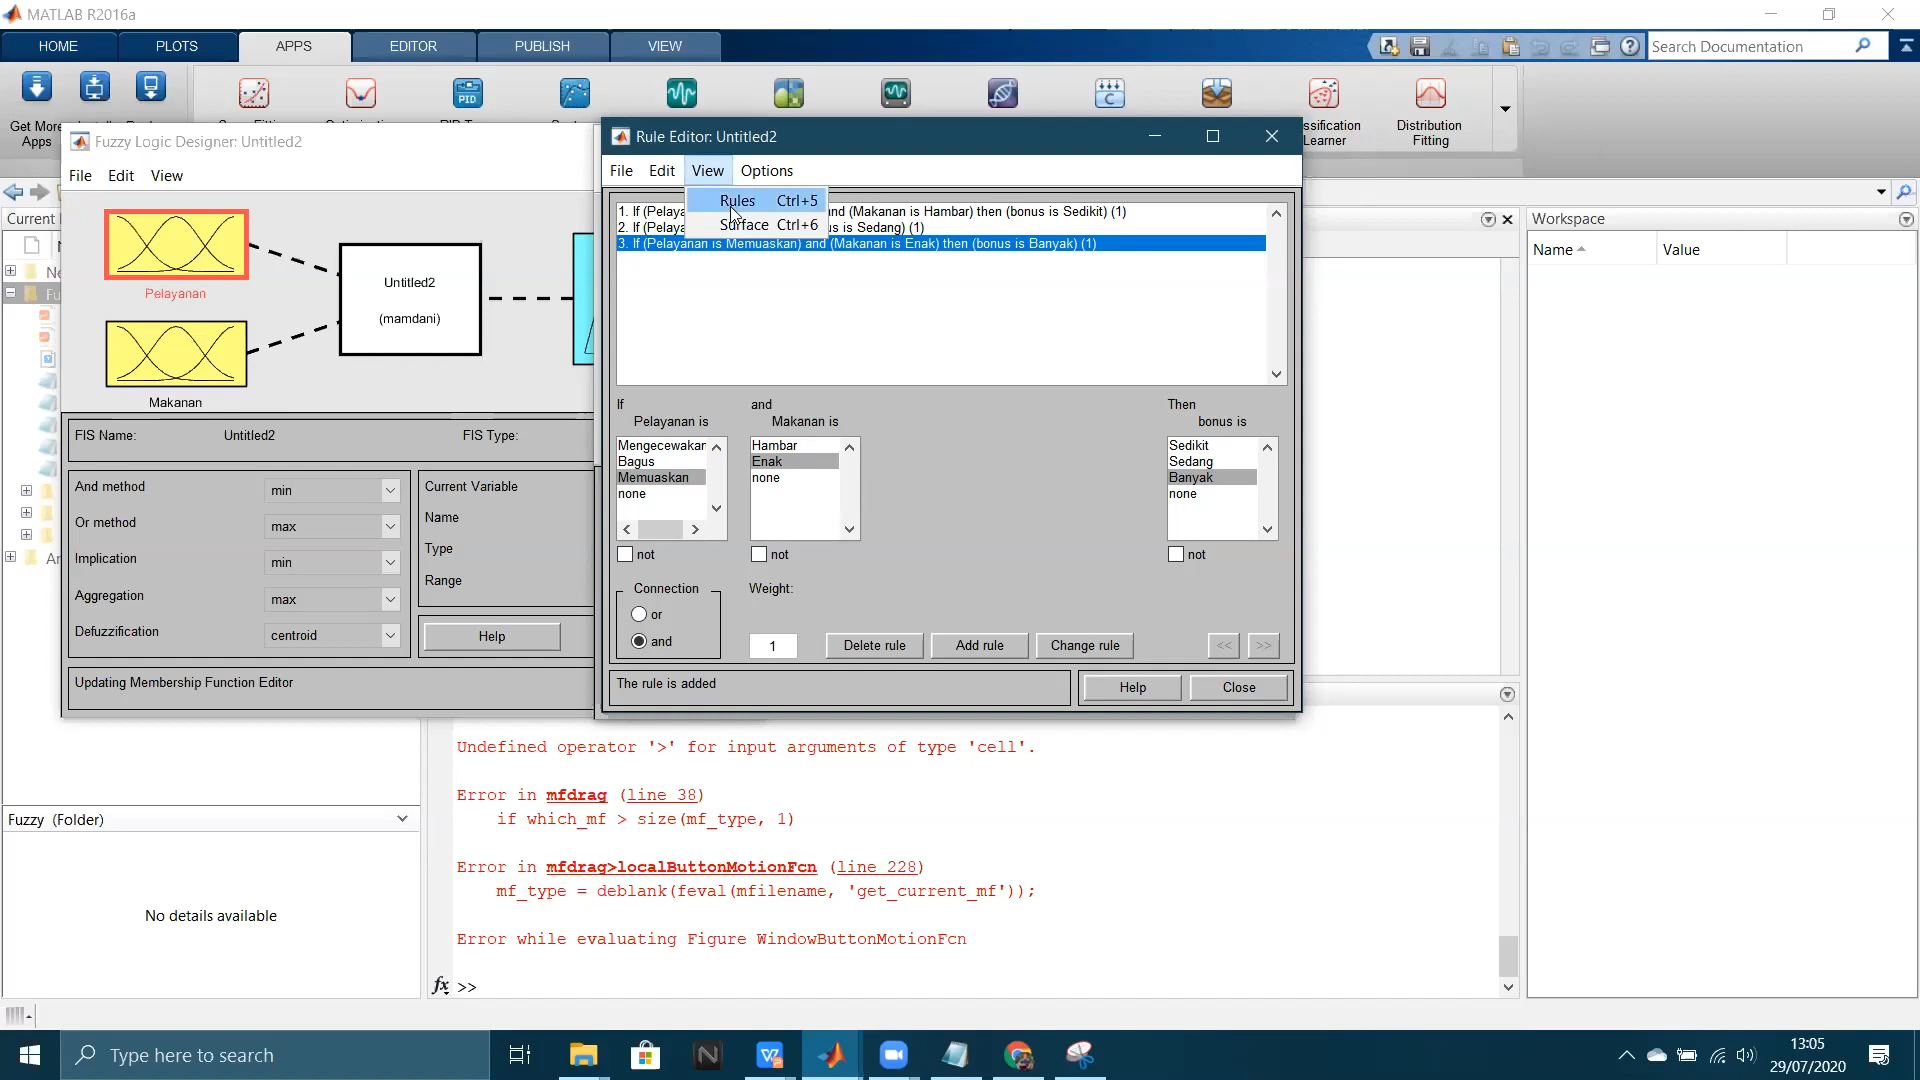 MATLAB R2016a
HOME
PLOTS
APPS
EDITOR
PUBLISH
VIEW
Search Documentation
Get More
Apps
PID
Classification
Learner
Distribution
Fitting
Fuzzy Logic Designer: Untitled2
File Edit View
Pelayanan
Makanan
Untitled2
(mamdani)
FIS Name: Untitled2 FIS Type:
And method min
Or method max
Implication min
Aggregation max
Defuzzification centroid
Current Variable
Name
Type
Range
Help
Updating Membership Function Editor
Rule Editor: Untitled2
File Edit View Options
Rules Ctrl+5
Surface Ctrl+6
1. If (Pelaya and (Makanan is Hambar) then (bonus is Sedikit) (1)
2. If (Pelaya us is Sedang) (1)
3. If (Pelayanan is Memuaskan) and (Makanan is Enak) then (bonus is Banyak) (1)
If
Pelayanan is
Mengecewakan
Bagus
Memuaskan
none
not
and
Makanan is
Hambar
Enak
none
not
Then
bonus is
Sedikit
Sedang
Banyak
none
not
Connection
or
and
Weight:
1
Delete rule
Add rule
Change rule
<<
>>
The rule is added
Help
Close
Current
Ne
Fu
Ar
Workspace
Name
Value
Fuzzy (Folder)
No details available
Undefined operator '>' for input arguments of type 'cell'.
Error in mfdrag (line 38)
if which_mf > size(mf_type, 1)
Error in mfdrag>localButtonMotionFcn (line 228)
mf_type = deblank(feval(mfilename, 'get_current_mf'));
Error while evaluating Figure WindowButtonMotionFcn
fx >>
Type here to search
13:05
29/07/2020